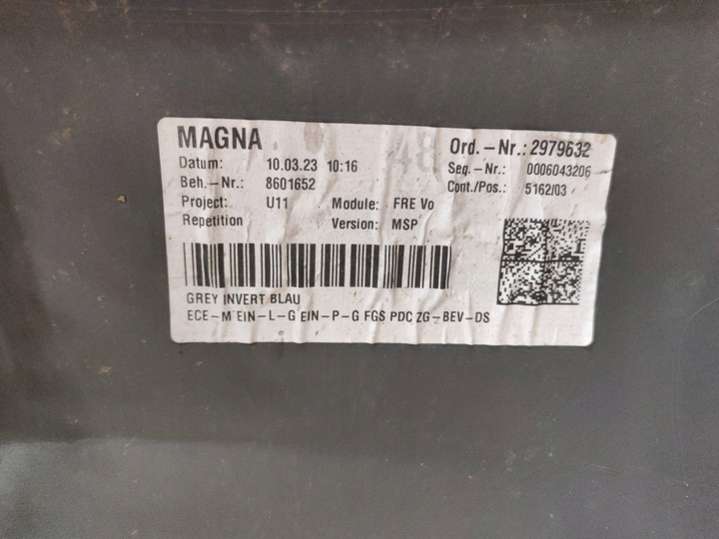 MAGNA
Ord. -Nr.: 2979632
Datum: 10.03.23 10:16
Seq. -Nr.: 0006043206
Beh. -Nr.: 8601652
Cont./Pos.: 5162/03
Project: U11 Module: FRE Vo
Repetition Version: MSP
GREY INVERT BLAU
ECE-M EIN-L-G EIN-P-G FGS PDC ZG-BEV-DS